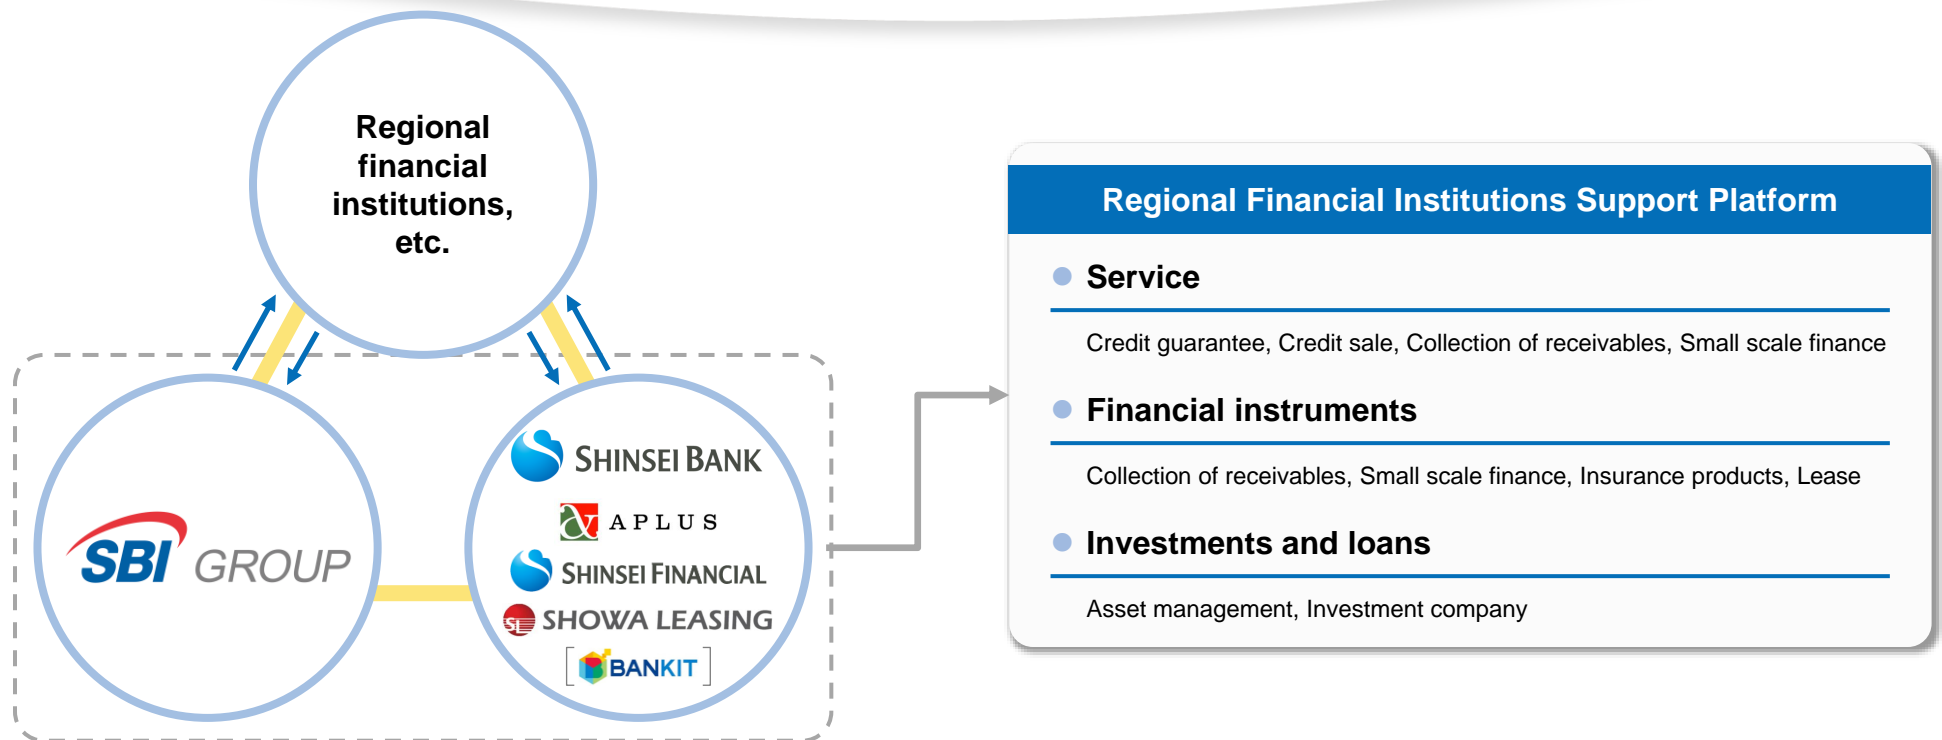 Regional
financial
institutions,
etc.
SBI GROUP
SHINSEI BANK
APLUS
SHINSEI FINANCIAL
SL SHOWA LEASING
[BANKIT]
Regional Financial Institutions Support Platform
Service
Credit guarantee, Credit sale, Collection of receivables, Small scale finance
Financial instruments
Collection of receivables, Small scale finance, Insurance products, Lease
Investments and loans
Asset management, Investment company